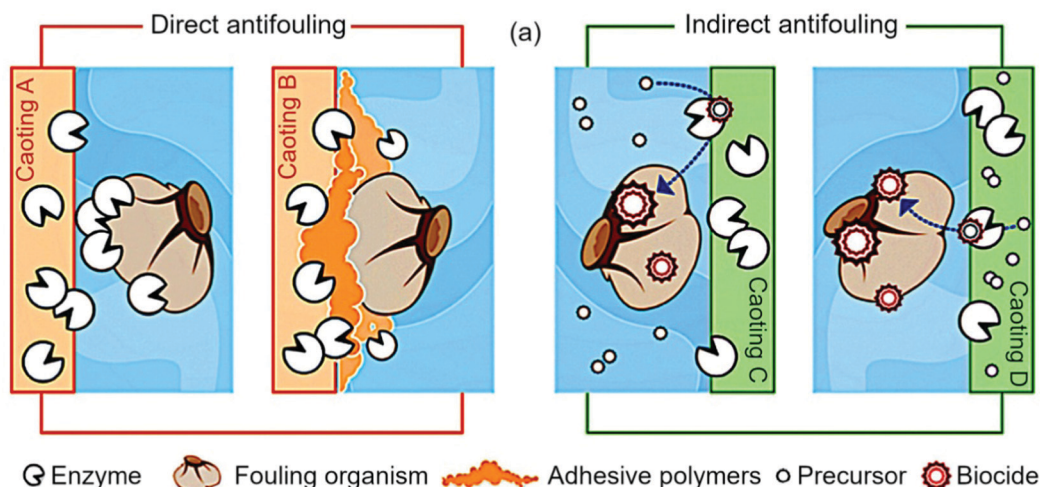 Direct antifouling
(a)
Indirect antifouling
Caoting A
Caoting B
Caoting C
Caoting D
Enzyme
Fouling organism
Adhesive polymers
Precursor
Biocide